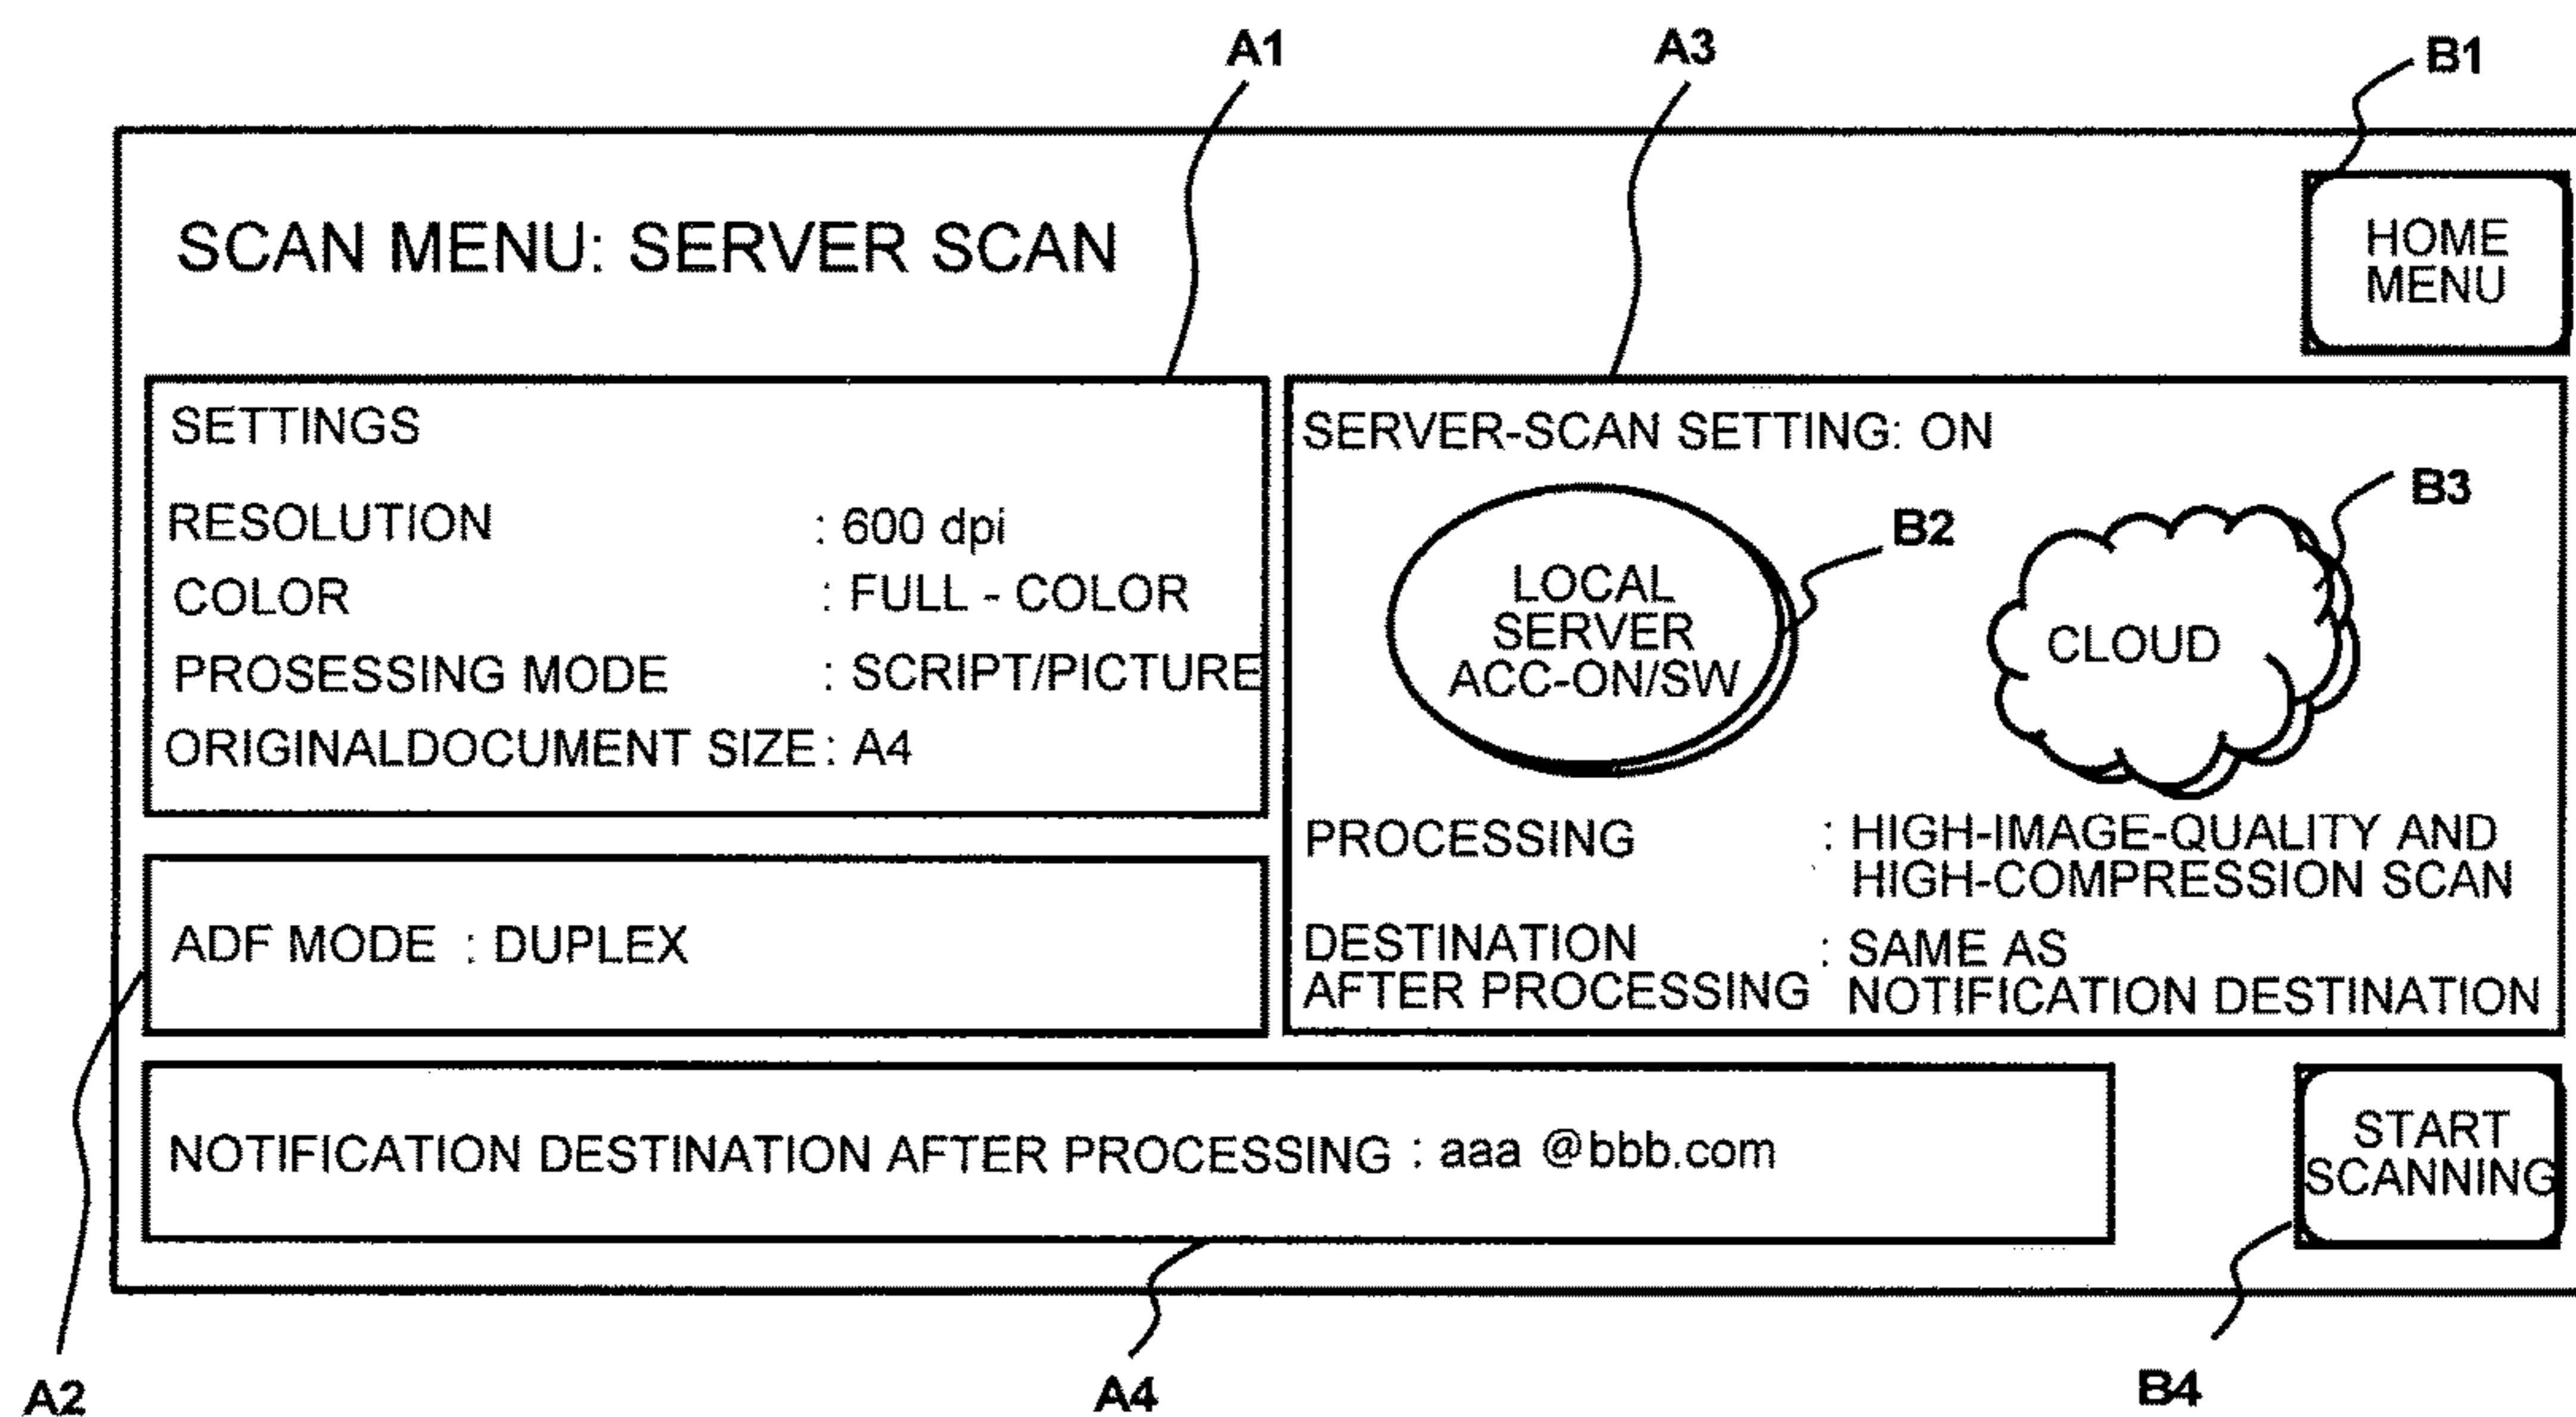 A1
A3
B1
SCAN MENU: SERVER SCAN
HOME
MENU
SETTINGS
RESOLUTION : 600 dpi
COLOR : FULL - COLOR
PROSESSING MODE : SCRIPT/PICTURE
ORIGINALDOCUMENT SIZE : A4
SERVER-SCAN SETTING: ON
B3
B2
LOCAL
SERVER
ACC-ON/SW
CLOUD
PROCESSING : HIGH-IMAGE-QUALITY AND
HIGH-COMPRESSION SCAN
DESTINATION : SAME AS
AFTER PROCESSING NOTIFICATION DESTINATION
ADF MODE : DUPLEX
NOTIFICATION DESTINATION AFTER PROCESSING : aaa @bbb.com
START
SCANNING
A2
A4
B4